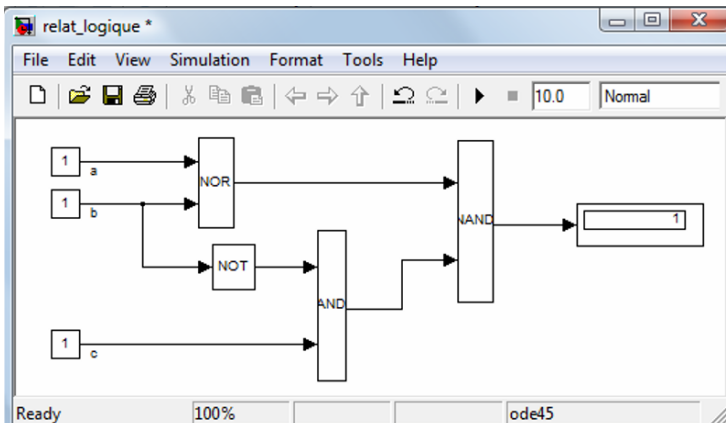 relat_logique *
File Edit View Simulation Format Tools Help
10.0 Normal
1
a
NOR
1
b
NAND
1
NOT
AND
1
c
Ready 100% ode45